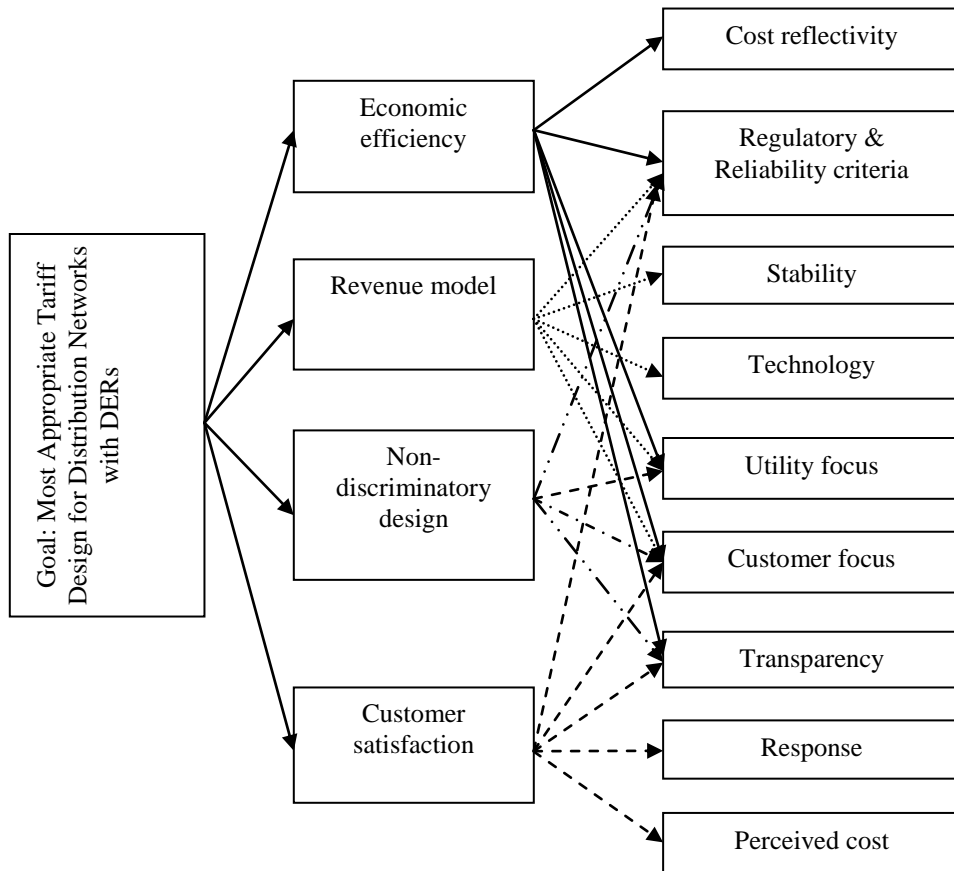 Goal: Most Appropriate Tariff
Design for Distribution Networks
with DERs
Economic
efficiency
Revenue model
Non-
discriminatory
design
Customer
satisfaction
Cost reflectivity
Regulatory &
Reliability criteria
Stability
Technology
Utility focus
Customer focus
Transparency
Response
Perceived cost